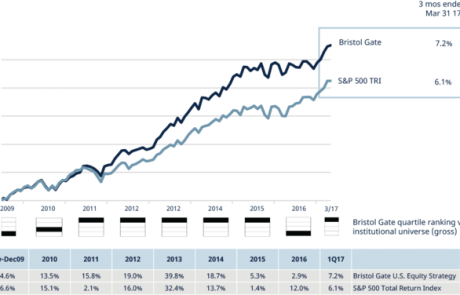 3 mos ende
Mar 31 17
Bristol Gate 7.2%
S&P 500 TRI 6.1%
2009 2010 2011 2012 2012 2013 2014 2015 2016 3/17
Bristol Gate quartile ranking v
institutional universe (gross)
-Dec09 2010 2011 2012 2013 2014 2015 2016 1Q17
4.6% 13.5% 15.8% 19.0% 39.8% 18.7% 5.3% 2.9% 7.2% Bristol Gate U.S. Equity Strategy
6.6% 15.1% 2.1% 16.0% 32.4% 13.7% 1.4% 12.0% 6.1% S&P 500 Total Return Index